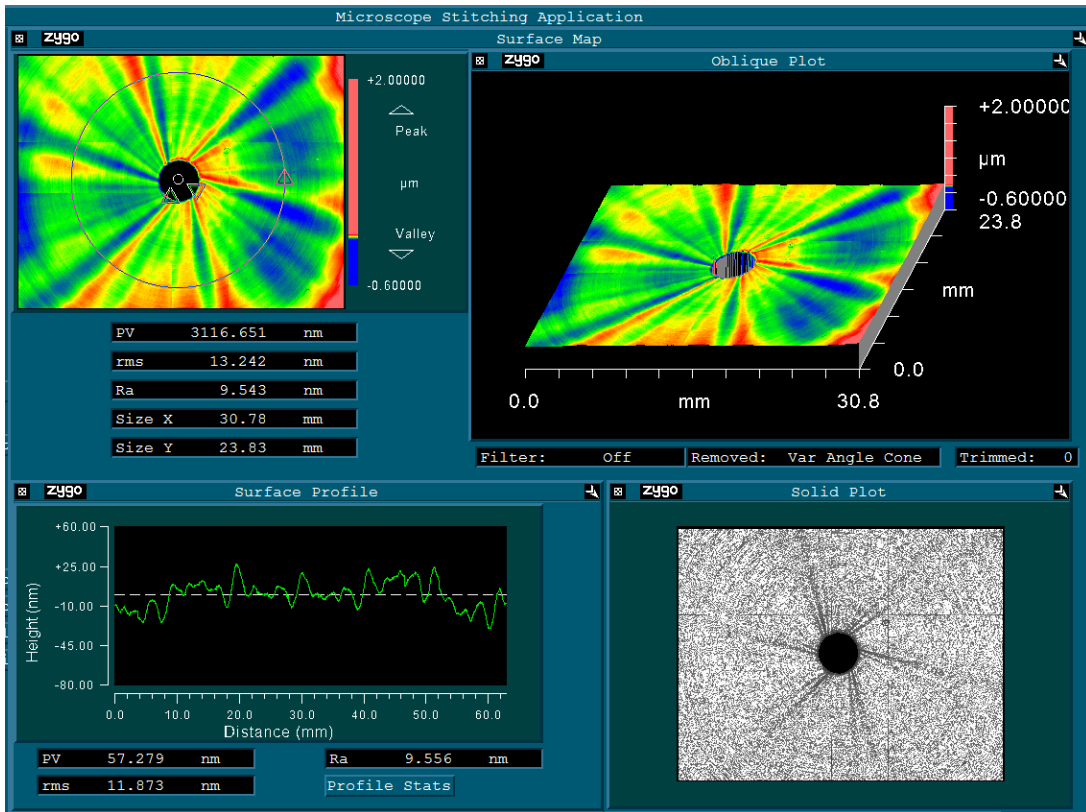 Microscope Stitching Application
zygo Surface Map
+2.00000
Peak
µm
Valley
-0.60000
PV 3116.651 nm
rms 13.242 nm
Ra 9.543 nm
Size X 30.78 mm
Size Y 23.83 mm
zygo Oblique Plot
+2.00000
µm
-0.60000
23.8
mm
0.0
0.0 mm 30.8
Filter: Off Removed: Var Angle Cone Trimmed: 0
zygo Surface Profile
+60.00
+25.00
-10.00
-45.00
-80.00
Height (nm)
0.0 10.0 20.0 30.0 40.0 50.0 60.0
Distance (mm)
PV 57.279 nm Ra 9.556 nm
rms 11.873 nm Profile Stats
zygo Solid Plot